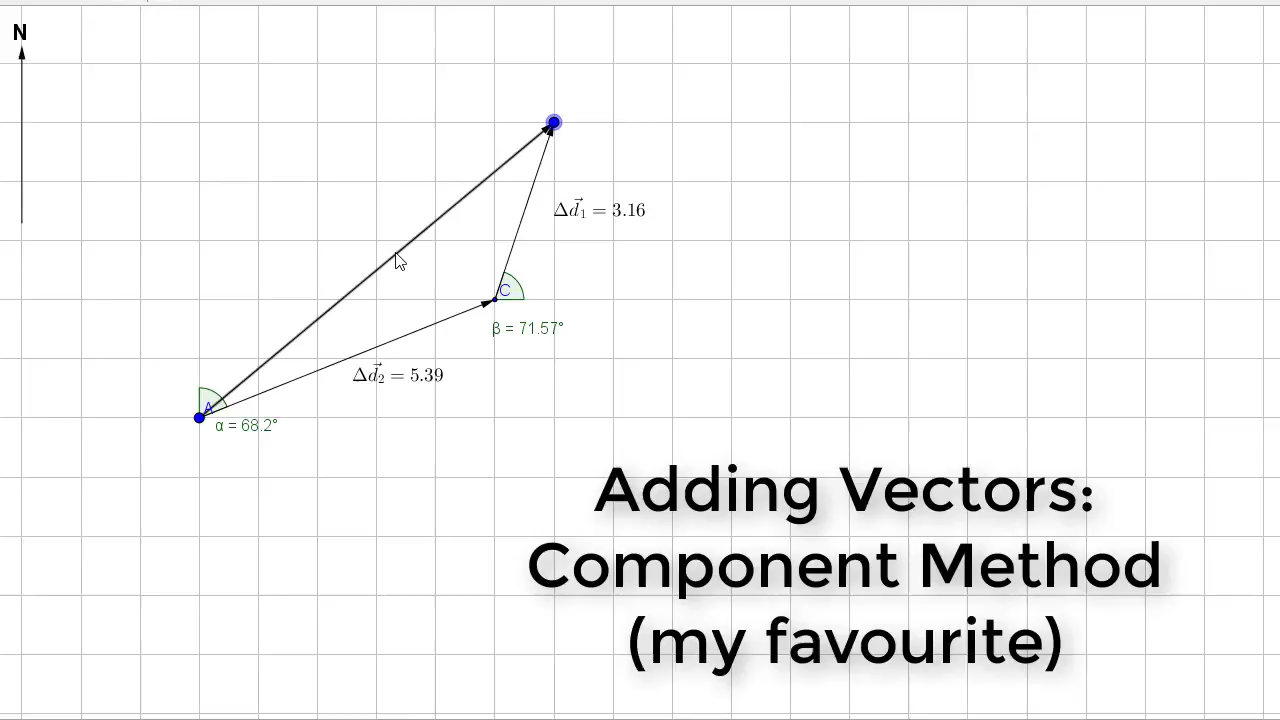 N
Δd⃗₁ = 3.16
C
β = 71.57°
Δd⃗₂ = 5.39
A
α = 68.2°
Adding Vectors:
Component Method
(my favourite)